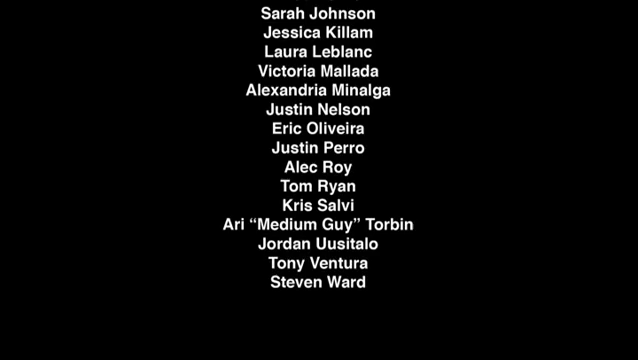 Sarah Johnson
Jessica Killam
Laura Leblanc
Victoria Mallada
Alexandria Minalga
Justin Nelson
Eric Oliveira
Justin Perro
Alec Roy
Tom Ryan
Kris Salvi
Ari “Medium Guy” Torbin
Jordan Uusitalo
Tony Ventura
Steven Ward